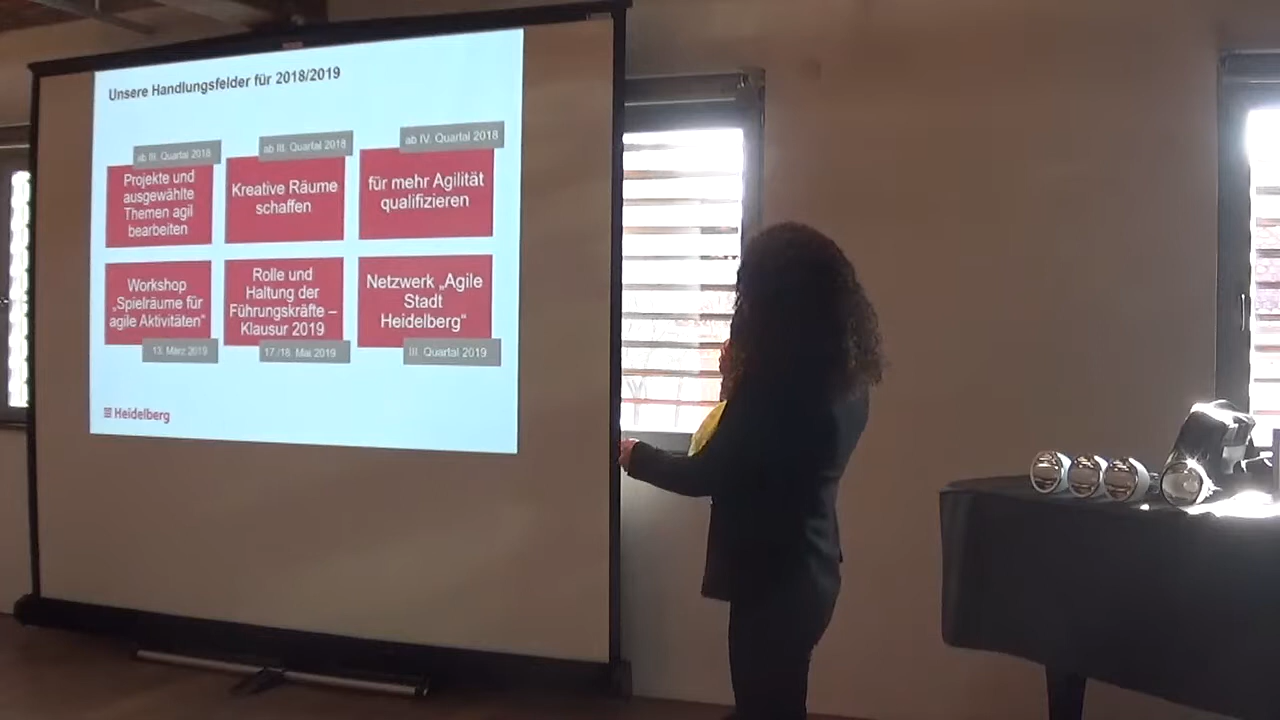 Unsere Handlungsfelder für 2018/2019
ab III. Quartal 2018
Projekte und
ausgewählte
Themen agil
bearbeiten
ab III. Quartal 2018
Kreative Räume
schaffen
ab IV. Quartal 2018
für mehr Agilität
qualifizieren
Workshop
„Spielräume für
agile Aktivitäten“
13. März 2019
Rolle und
Haltung der
Führungskräfte –
Klausur 2019
17./18. Mai 2019
Netzwerk „Agile
Stadt
Heidelberg“
III. Quartal 2019
Heidelberg